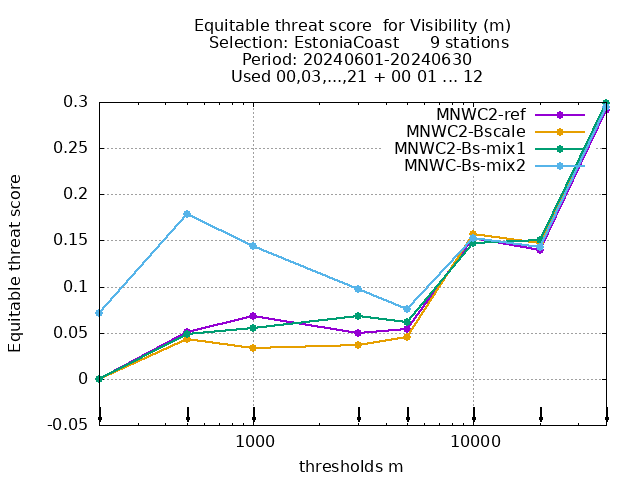 Equitable threat score  for Visibility (m)
Selection: EstoniaCoast      9 stations
Period: 20240601-20240630
Used 00,03,...,21 + 00 01 ... 12
MNWC2-ref
MNWC2-Bscale
MNWC2-Bs-mix1
MNWC-Bs-mix2
0.3
0.25
0.2
0.15
0.1
0.05
0
-0.05
Equitable threat score
1000
10000
thresholds m